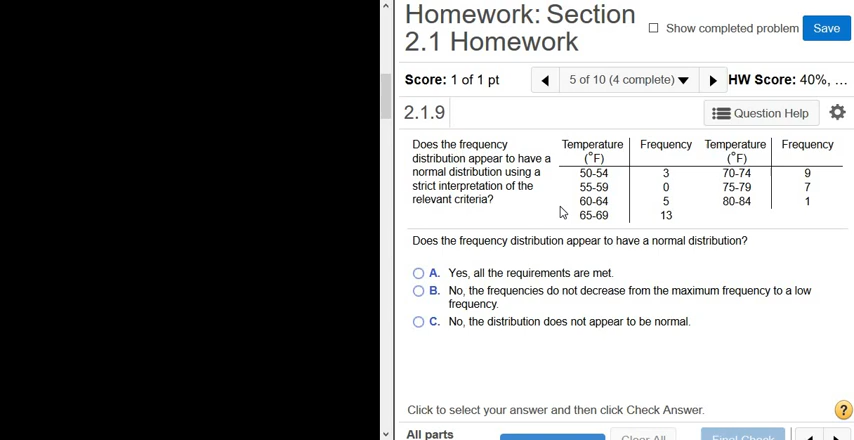 Homework: Section
2.1 Homework
Show completed problem
Save
Score: 1 of 1 pt
5 of 10 (4 complete)
HW Score: 40%, ...
2.1.9
Question Help
Does the frequency
distribution appear to have a
normal distribution using a
strict interpretation of the
relevant criteria?
Temperature Frequency Temperature Frequency
(°F) (°F)
50-54 3 70-74 9
55-59 0 75-79 7
60-64 5 80-84 1
65-69 13
Does the frequency distribution appear to have a normal distribution?
A. Yes, all the requirements are met.
B. No, the frequencies do not decrease from the maximum frequency to a low
frequency.
C. No, the distribution does not appear to be normal.
Click to select your answer and then click Check Answer.
?
All parts
Clear All
Final Check